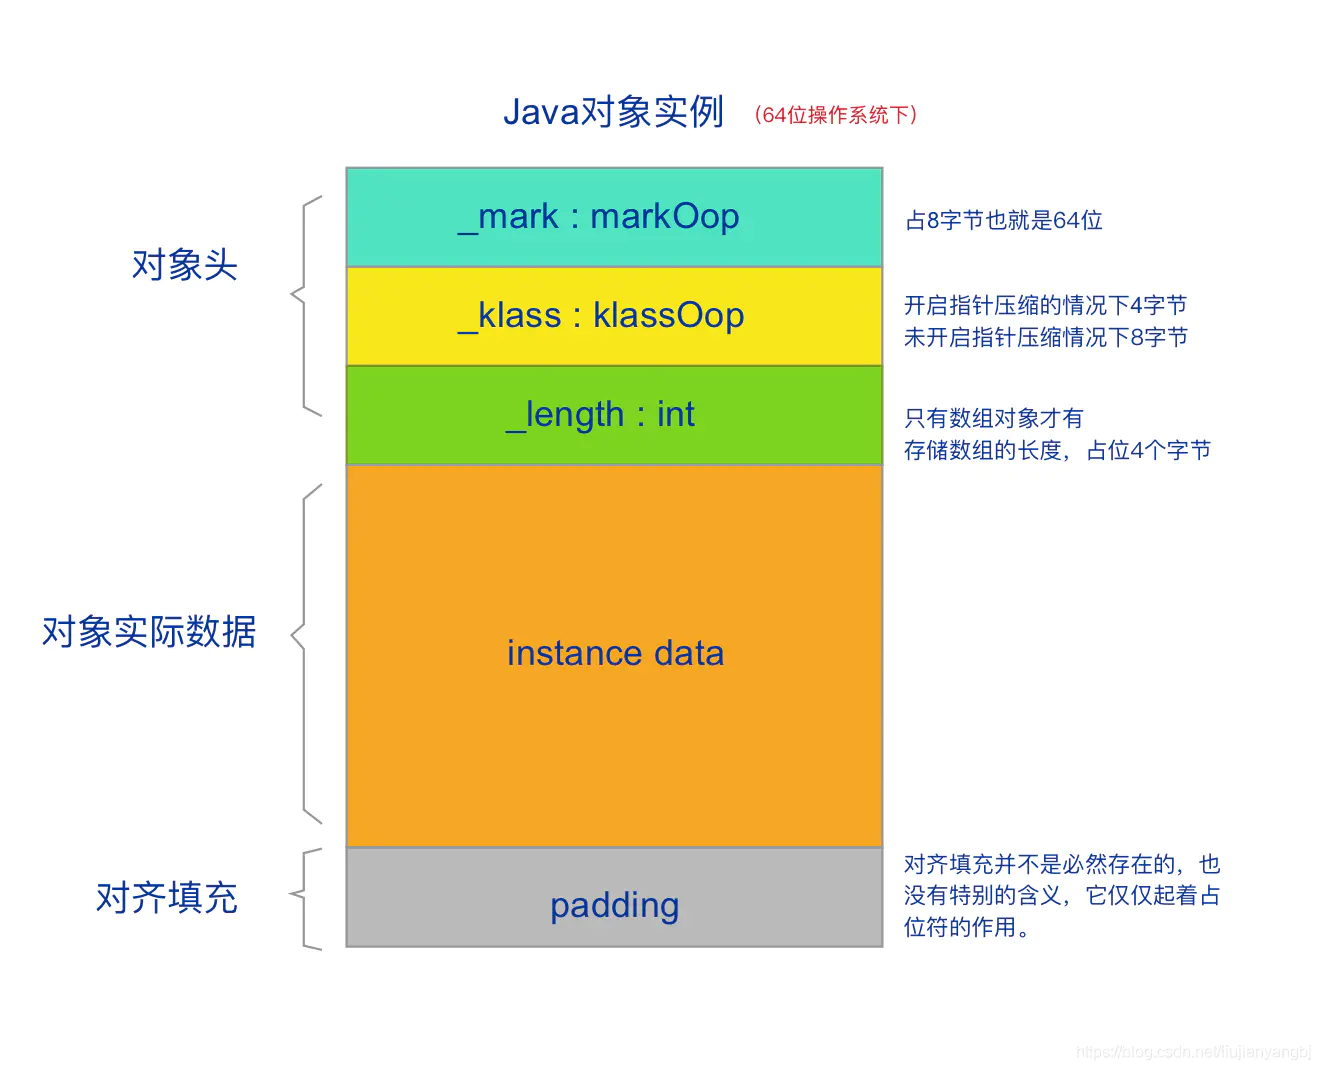 Java对象实例 （64位操作系统下）
对象头
_mark : markOop
占8字节也就是64位
_klass : klassOop
开启指针压缩的情况下4字节
未开启指针压缩情况下8字节
_length : int
只有数组对象才有
存储数组的长度，占位4个字节
对象实际数据
instance data
对齐填充
padding
对齐填充并不是必然存在的，也
没有特别的含义，它仅仅起着占
位符的作用。
https://blog.csdn.net/liujianyangbj